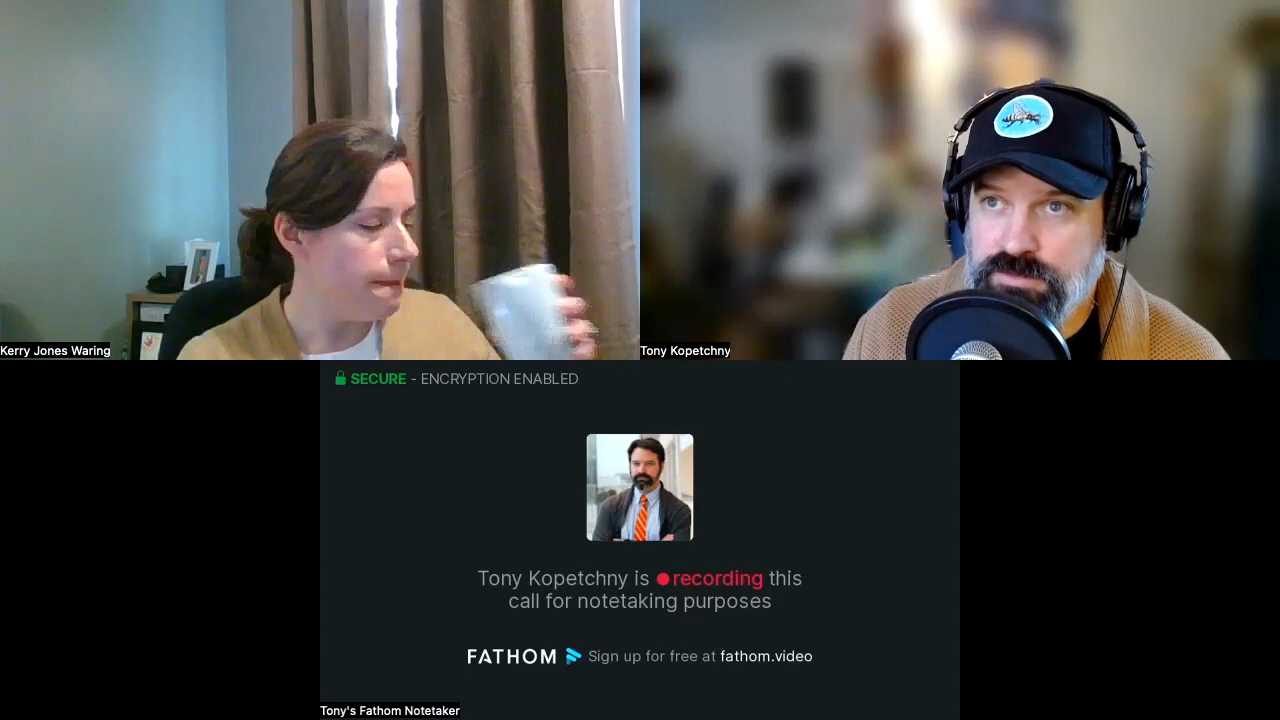 Kerry Jones Waring
Tony Kopetchny
SECURE - ENCRYPTION ENABLED
Tony Kopetchny is recording this
call for notetaking purposes
FATHOM Sign up for free at fathom.video
Tony's Fathom Notetaker